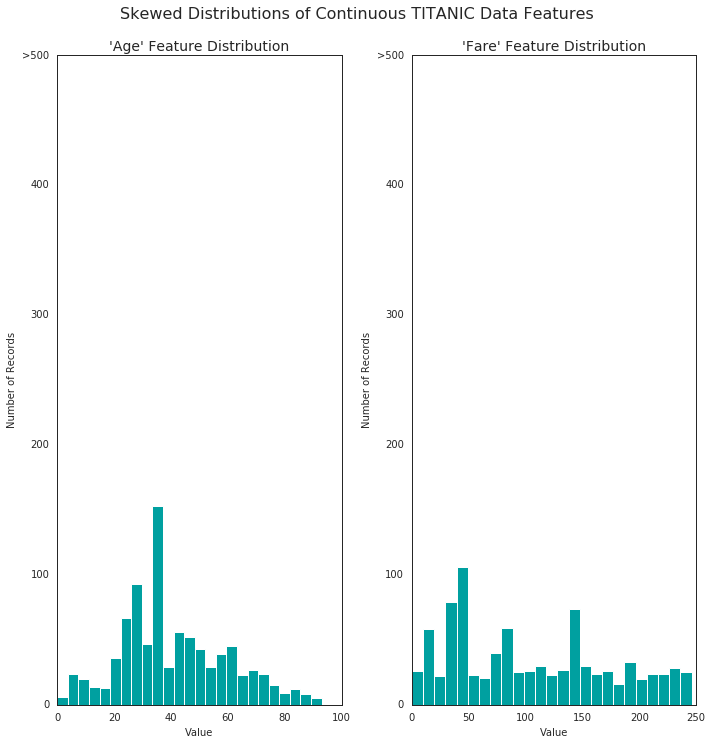 Skewed Distributions of Continuous TITANIC Data Features
'Age' Feature Distribution
>500
400
300
200
100
0
Number of Records
0 20 40 60 80 100
Value
'Fare' Feature Distribution
>500
400
300
200
100
0
Number of Records
0 50 100 150 200 250
Value